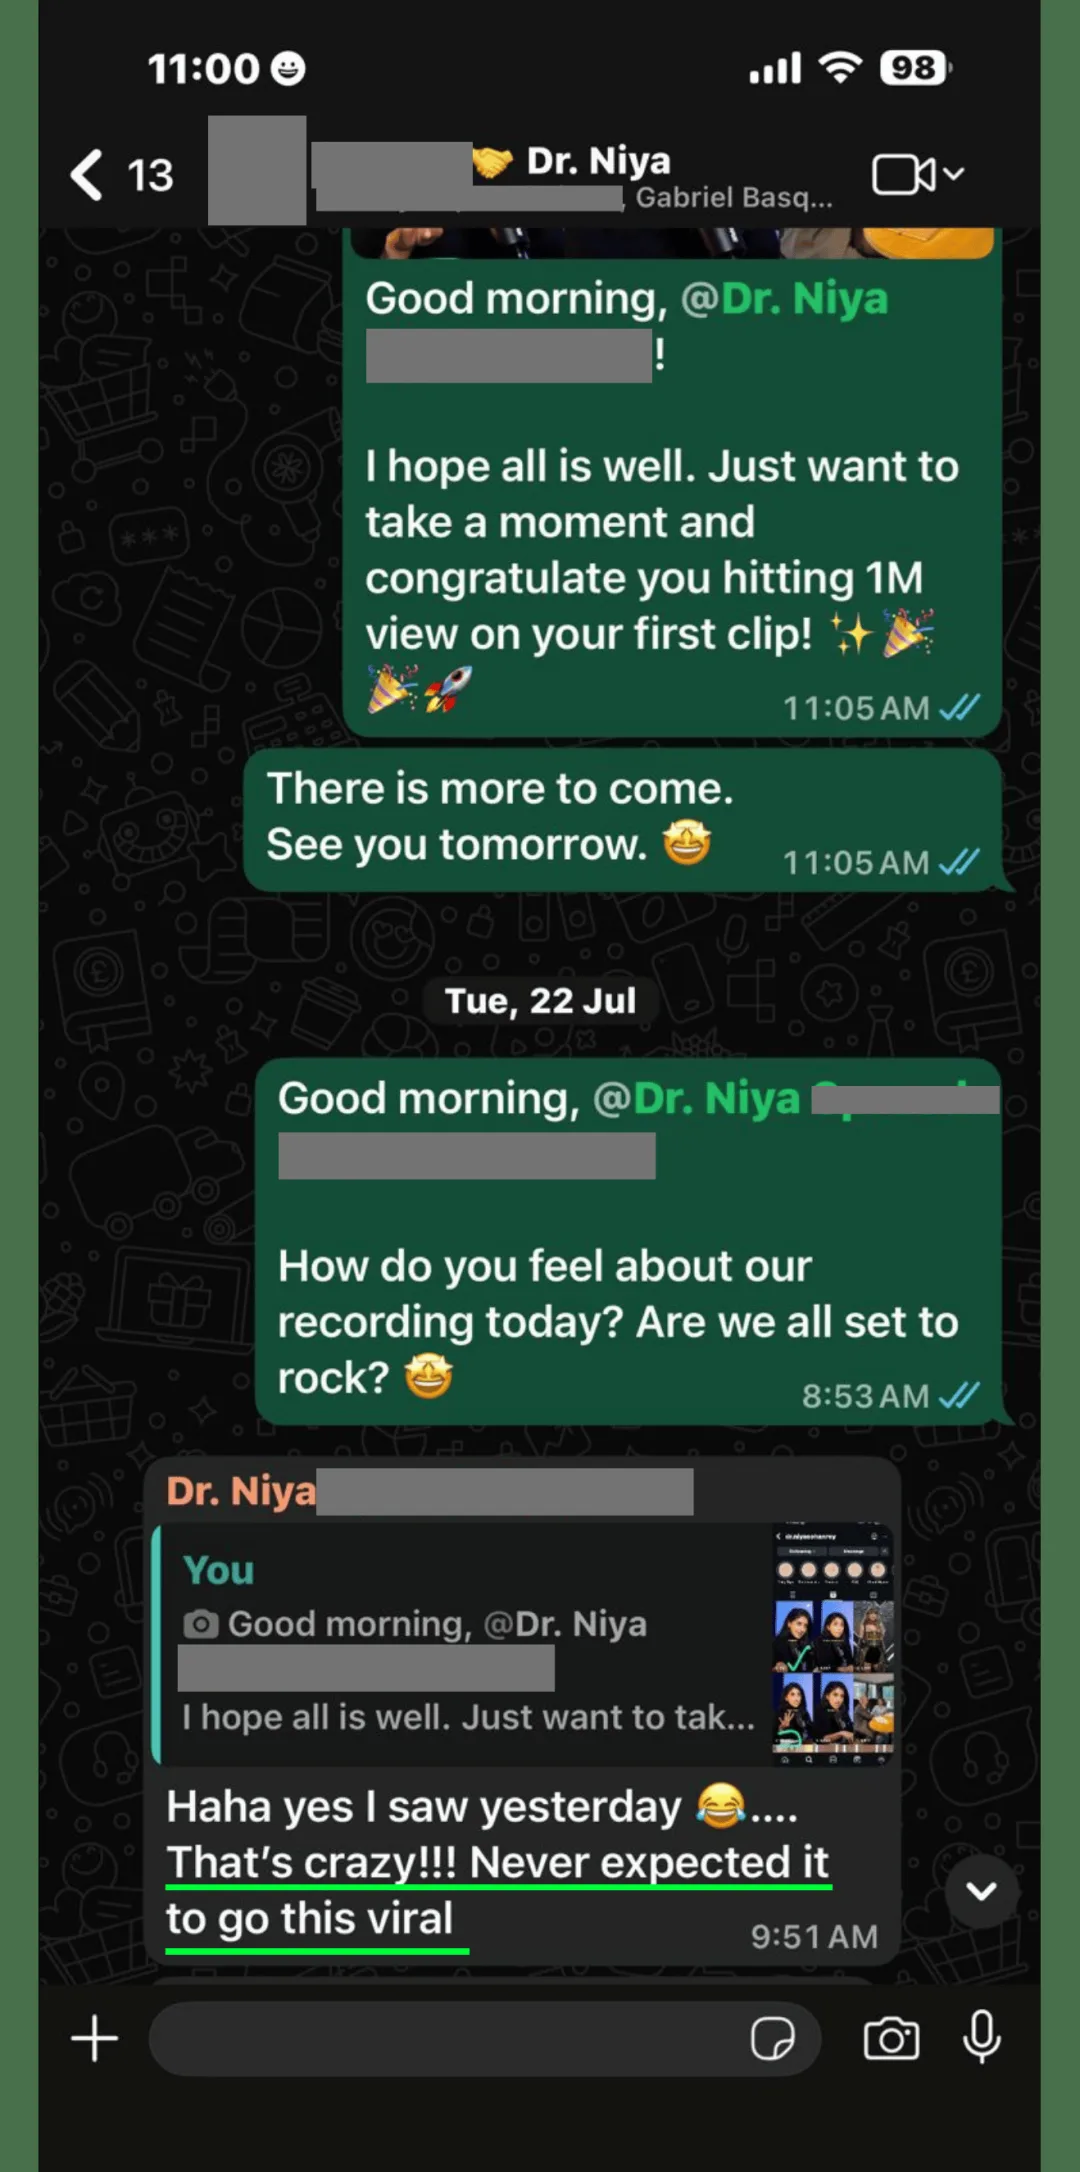 11:00
98
13
🤝 Dr. Niya
, Gabriel Basq...
Good morning, @Dr. Niya
!
I hope all is well. Just want to
take a moment and
congratulate you hitting 1M
view on your first clip! ✨🎉
🎉🚀
11:05 AM
There is more to come.
See you tomorrow. 🤩
11:05 AM
Tue, 22 Jul
Good morning, @Dr. Niya
How do you feel about our
recording today? Are we all set to
rock? 🤩
8:53 AM
Dr. Niya
You
Good morning, @Dr. Niya
I hope all is well. Just want to tak...
Haha yes I saw yesterday 😂....
That's crazy!!! Never expected it
to go this viral
9:51 AM